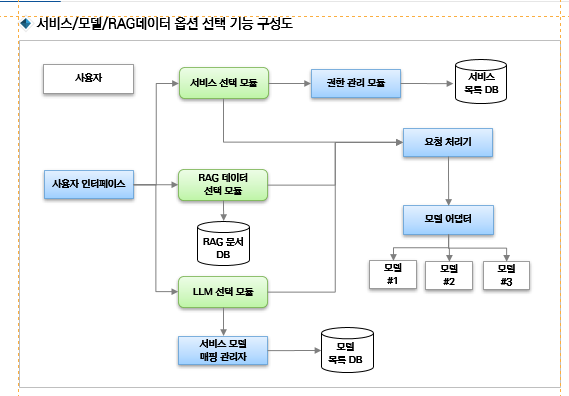 서비스/모델/RAG데이터 옵션 선택 기능 구성도
사용자
서비스 선택 모듈
권한 관리 모듈
서비스
목록 DB
요청 처리기
사용자 인터페이스
RAG 데이터
선택 모듈
모델 어댑터
RAG 문서
DB
모델
#1
모델
#2
모델
#3
LLM 선택 모듈
서비스 모델
매핑 관리자
모델
목록 DB